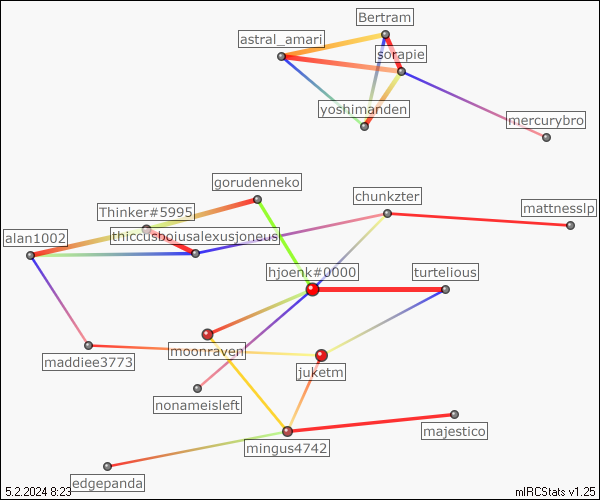 Bertram
astral_amari
sorapie
yoshimanden
mercurybro
gorudenneko
chunkzter
Thinker#5995
mattnesslp
alan1002
thiccusboiusalexusjoneus
hjoenk#0000
turtelious
moonraven
maddiee3773
juketm
nonameisleft
majestico
mingus4742
edgepanda
5.2.2024 8:23
mIRCStats v1.25